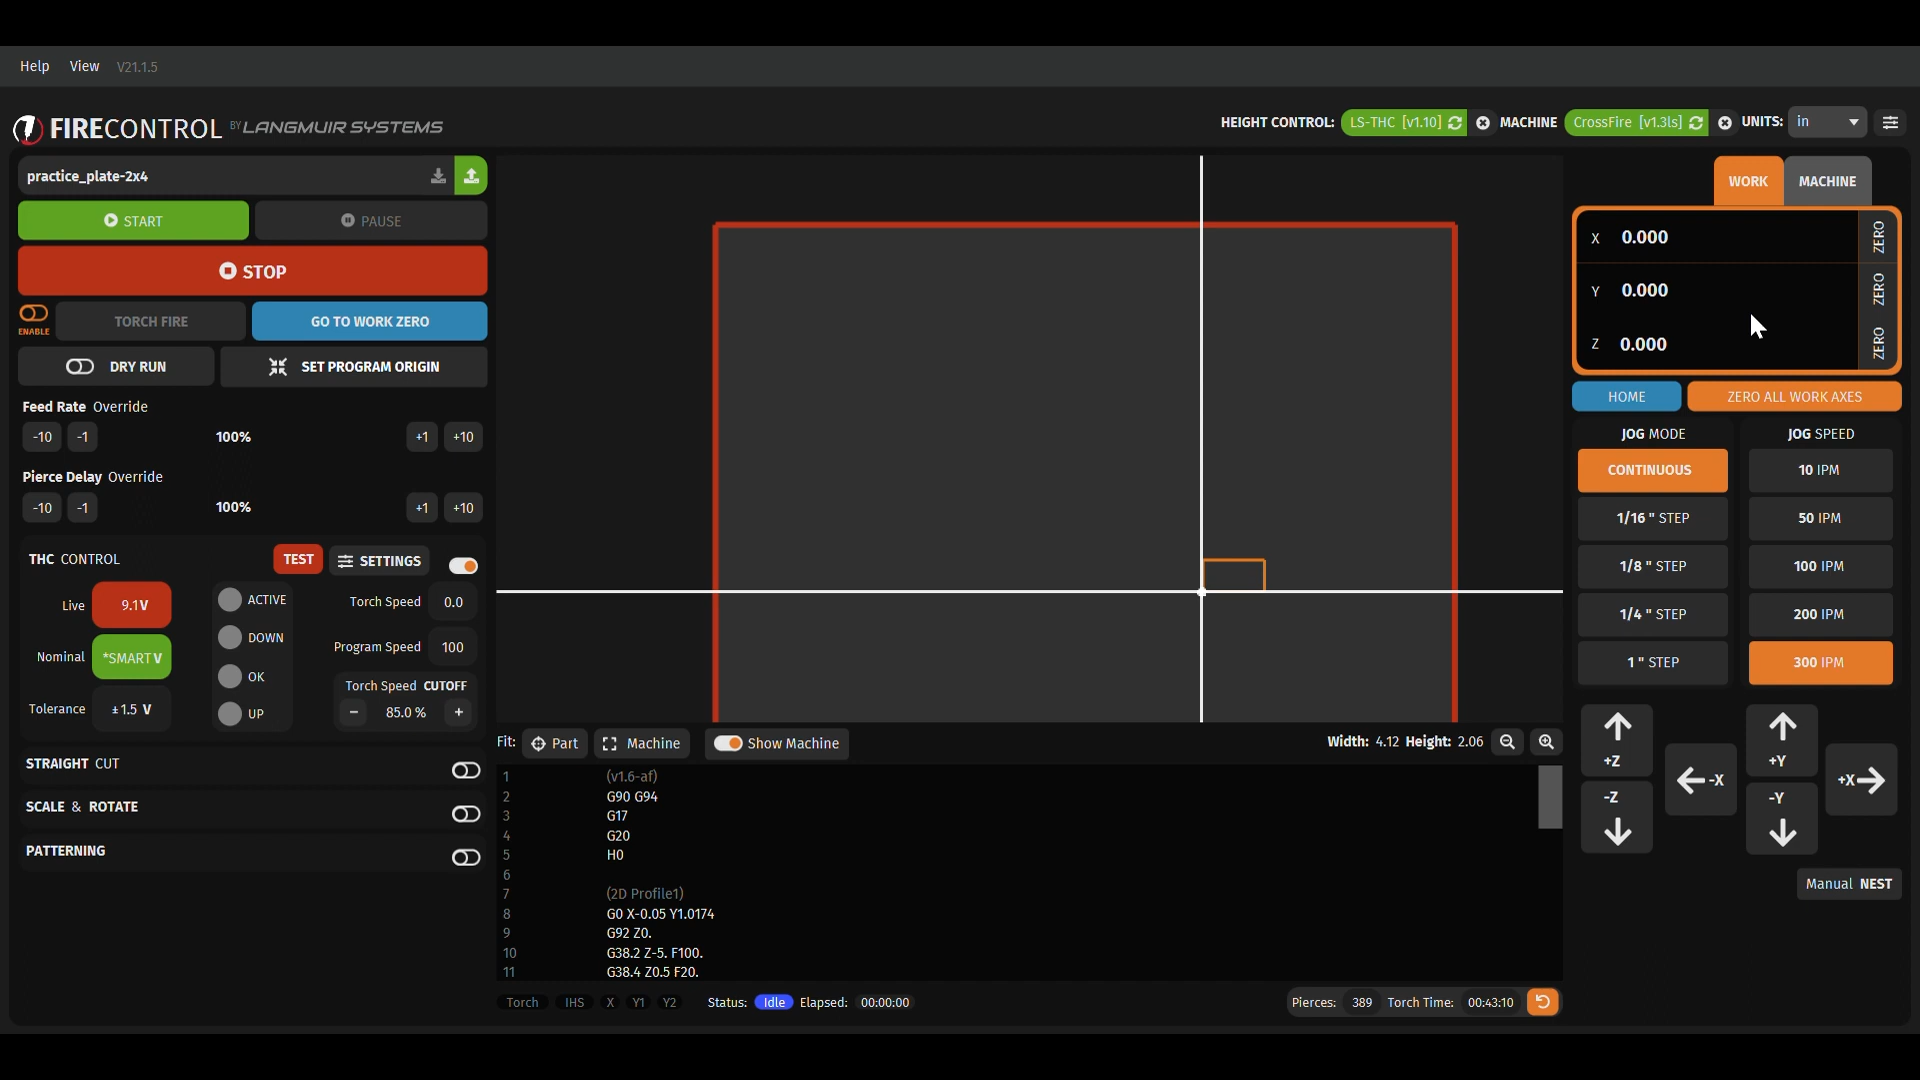 Help View V21.1.5
FIRECONTROL BY LANGMUIR SYSTEMS
HEIGHT CONTROL: LS-THC [v1.10] MACHINE CrossFire [v1.3ls] UNITS: in
practice_plate-2x4
START PAUSE
STOP
ENABLE TORCH FIRE GO TO WORK ZERO
DRY RUN SET PROGRAM ORIGIN
Feed Rate Override
-10 -1 100% +1 +10
Pierce Delay Override
-10 -1 100% +1 +10
THC CONTROL TEST SETTINGS
Live 9.1 V ACTIVE Torch Speed 0.0
DOWN
Nominal *SMART V Program Speed 100
OK
Torch Speed CUTOFF
Tolerance ±1.5 V UP - 85.0 % +
STRAIGHT CUT
SCALE & ROTATE
PATTERNING
Fit: Part Machine Show Machine Width: 4.12 Height: 2.06
1 (v1.6-af)
2 G90 G94
3 G17
4 G20
5 H0
6
7 (2D Profile1)
8 G0 X-0.05 Y1.0174
9 G92 Z0.
10 G38.2 Z-5. F100.
11 G38.4 Z0.5 F20.
Torch IHS X Y1 Y2 Status: Idle Elapsed: 00:00:00 Pierces: 389 Torch Time: 00:43:10
WORK MACHINE
X 0.000 ZERO
Y 0.000 ZERO
Z 0.000 ZERO
HOME ZERO ALL WORK AXES
JOG MODE JOG SPEED
CONTINUOUS 10 IPM
1/16 " STEP 50 IPM
1/8 " STEP 100 IPM
1/4 " STEP 200 IPM
1 " STEP 300 IPM
+Z +Y
-X +X
-Z -Y
Manual NEST